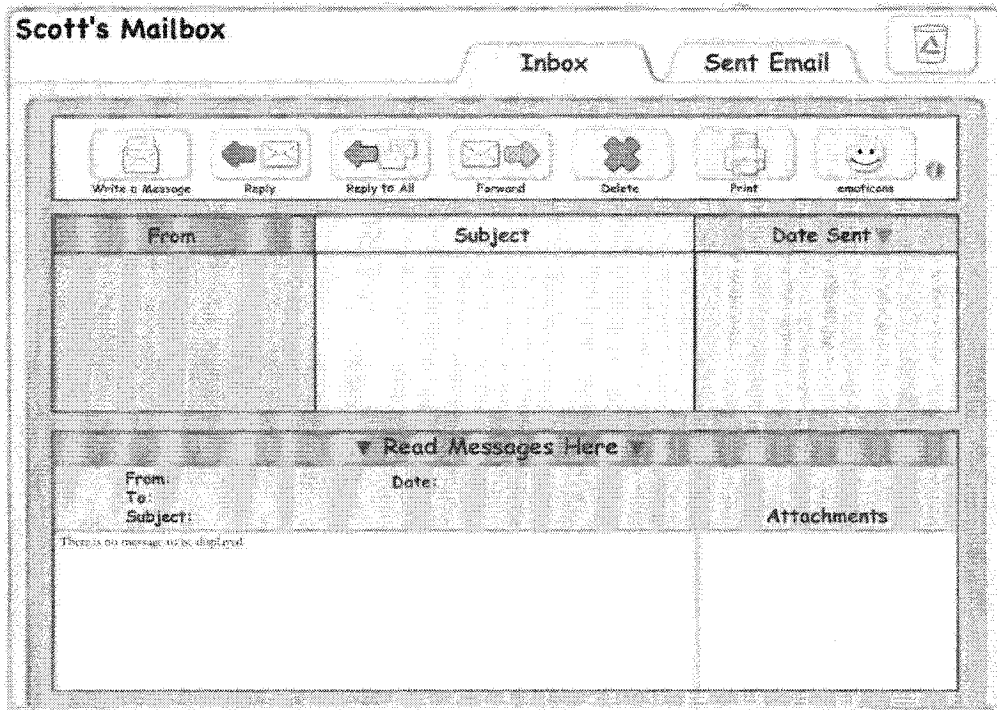 Scott's Mailbox
Inbox
Sent Email
Write a Message
Reply
Reply to All
Forward
Delete
Print
emoticons
From
Subject
Date Sent
Read Messages Here
From:
Date:
To:
Subject:
Attachments
There is no message to be displayed